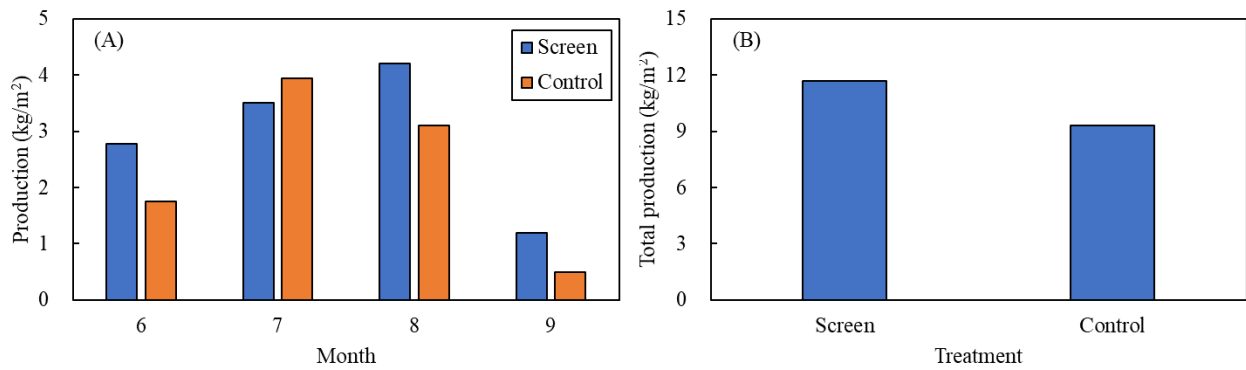 (A)
Screen
Control
Production (kg/m²)
5
4
3
2
1
0
6 7 8 9
Month
(B)
Total production (kg/m²)
15
12
9
6
3
0
Screen Control
Treatment